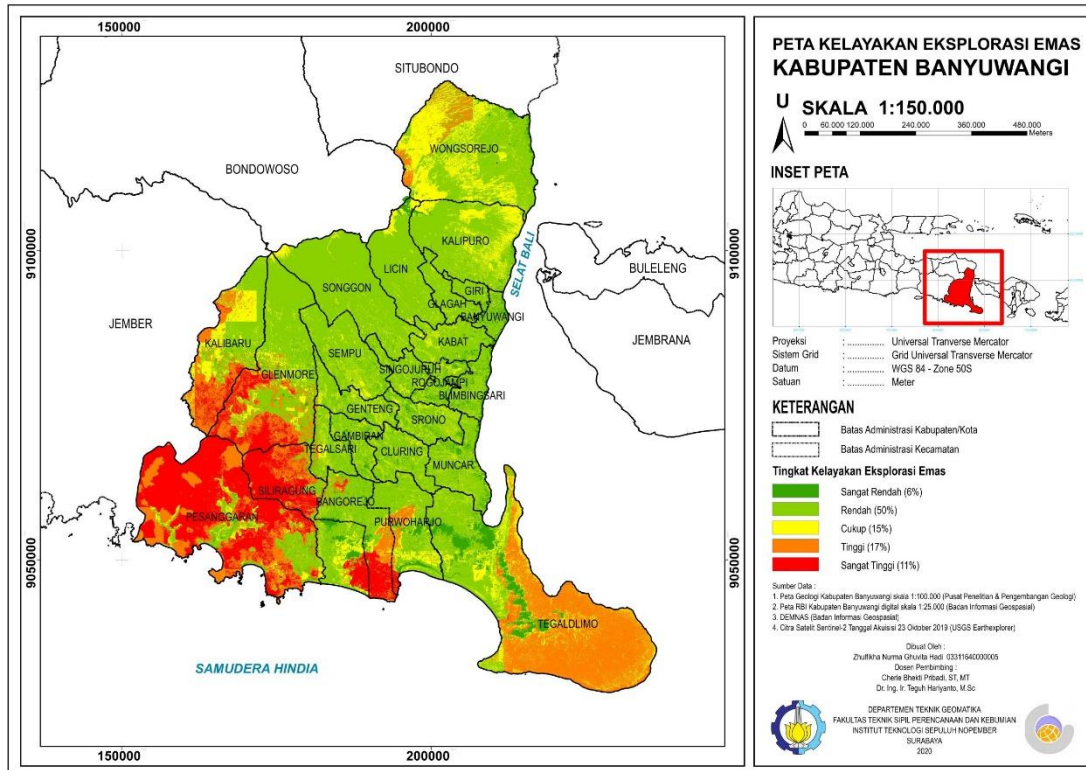 150000
200000
SITUBONDO
WONGSOREJO
BONDOWOSO
KALIPURO
LICIN
SELAT BALI
9100000
9100000
BULELENG
SONGGON
GIRI
GLAGAH
BANYUWANGI
JEMBER
JEMBRANA
KALIBARU
SEMPU
KABAT
GLENMORE
SINGOJURUH
ROGOJAMPI
BLIMBINGSARI
GENTENG
SRONO
GAMBIRAN
TEGALSARI
CLURING
MUNCAR
SILIRAGUNG
BANGOREJO
PESANGGARAN
PURWOHARJO
9050000
9050000
TEGALDLIMO
SAMUDERA HINDIA
150000
200000
PETA KELAYAKAN EKSPLORASI EMAS
KABUPATEN BANYUWANGI
U
SKALA 1:150.000
0 60.000 120.000 240.000 360.000 480.000
Meters
INSET PETA
Proyeksi : .............. Universal Tranverse Mercator
Sistem Grid : .............. Grid Universal Transverse Mercator
Datum : .............. WGS 84 - Zone 50S
Satuan : .............. Meter
KETERANGAN
Batas Administrasi Kabupaten/Kota
Batas Administrasi Kecamatan
Tingkat Kelayakan Eksplorasi Emas
Sangat Rendah (6%)
Rendah (50%)
Cukup (15%)
Tinggi (17%)
Sangat Tinggi (11%)
Sumber Data :
1. Peta Geologi Kabupaten Banyuwangi skala 1:100.000 (Pusat Penelitian & Pengembangan Geologi)
2. Peta RBI Kabupaten Banyuwangi digital skala 1:25.000 (Bacan Informasi Geospasial)
3. DEMNAS (Badan Informasi Geospasial)
4. Citra Satelit Sentinel-2 Tanggal Akuisisi 23 Oktober 2019 (USGS Earthexplorer)
Dibuat Oleh :
Zhulfikha Nurma Ghuvita Hadi 03311640000005
Dosen Pembimbing :
Cherie Bhekti Pribadi, ST, MT
Dr. Ing. Ir. Teguh Hariyanto, M.Sc
DEPARTEMEN TEKNIK GEOMATIKA
FAKULTAS TEKNIK SIPIL PERENCANAAN DAN KEBUMIAN
INSTITUT TEKNOLOGI SEPULUH NOPEMBER
SURABAYA
2020